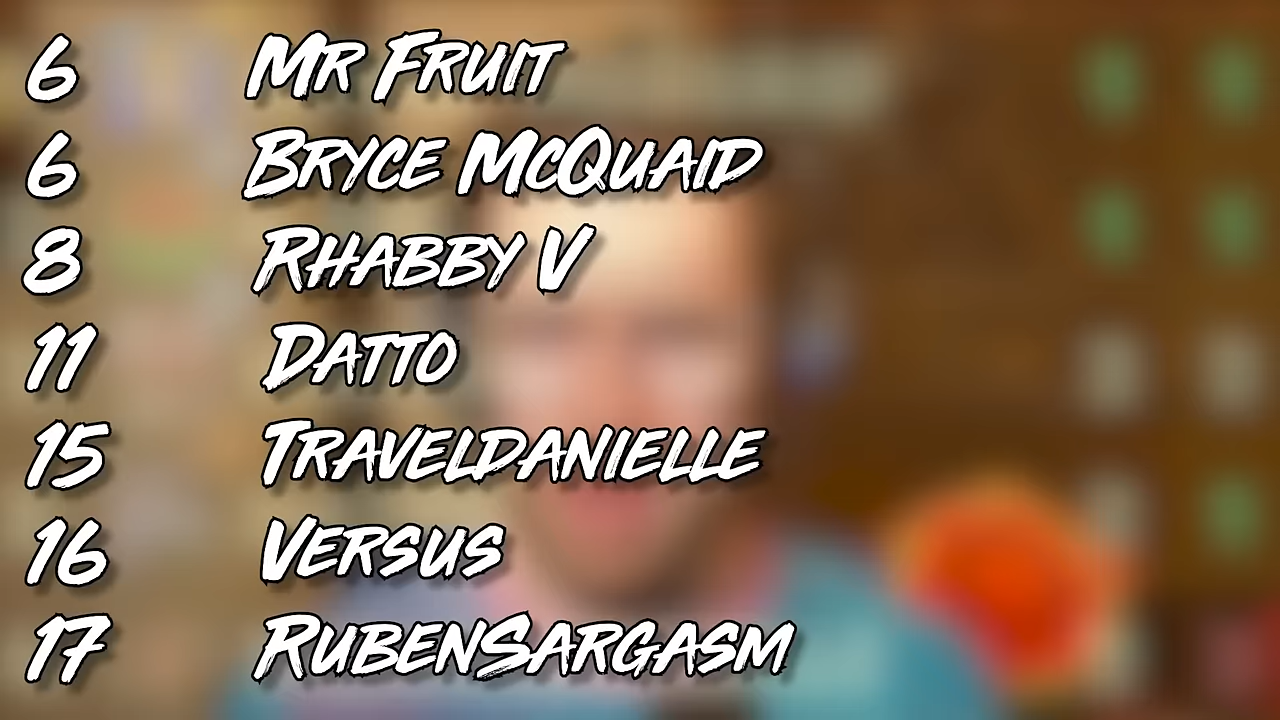 6 Mr Fruit
6 Bryce McQuaid
8 Rhabby V
11 Datto
15 Traveldanielle
16 Versus
17 RubenSargasm